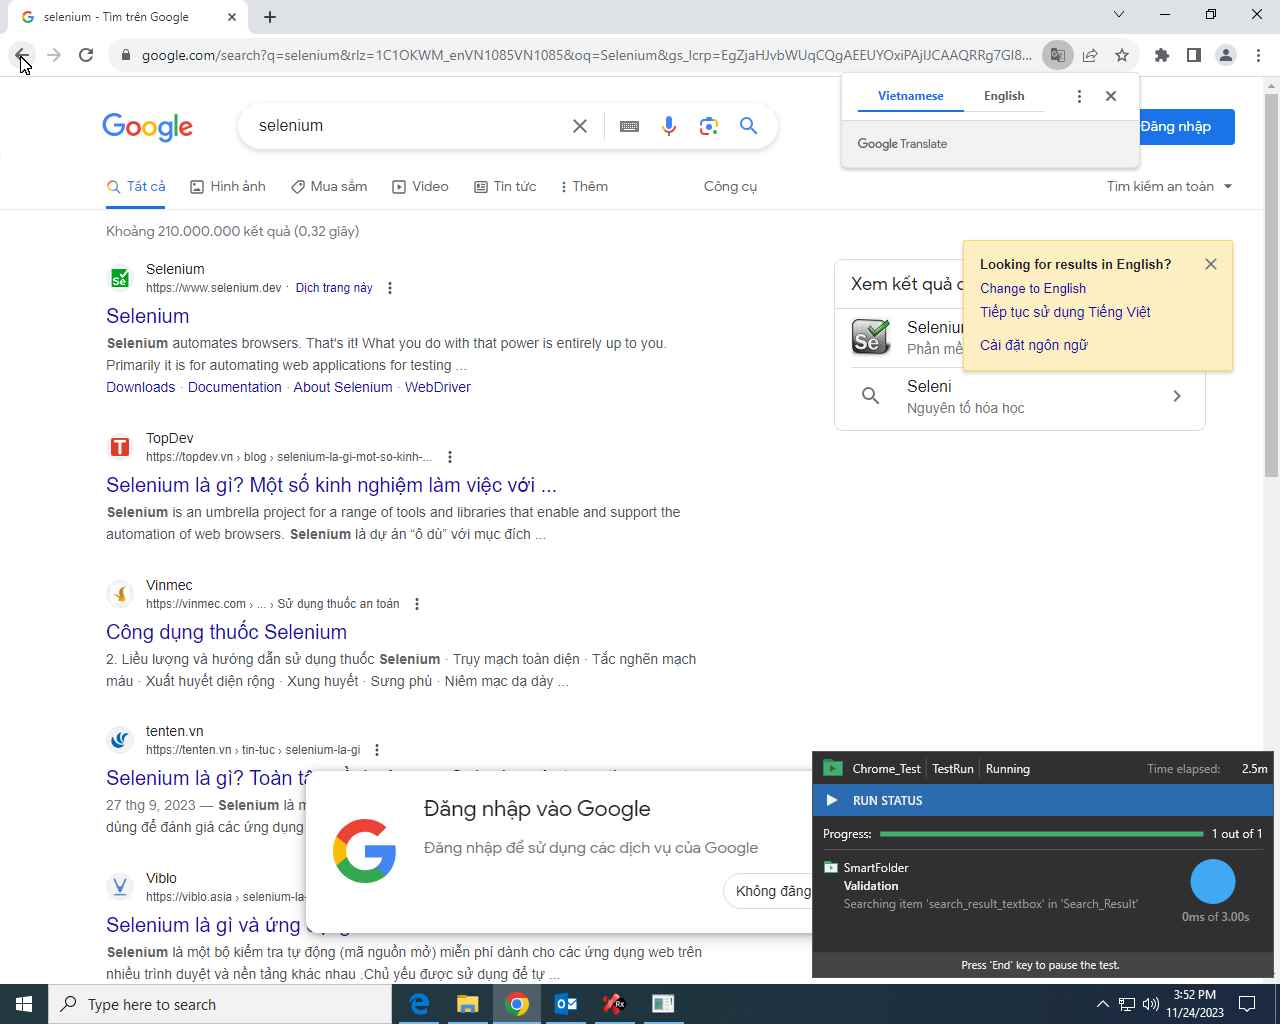 selenium - Tìm trên Google
google.com/search?q=selenium&rlz=1C1OKWM_enVN1085VN1085&oq=Selenium&gs_lcrp=EgZjaHJvbWUqCQgAEEUYOxiPAjIJCAAQRRg7GI8...
Vietnamese English
Google Translate
Google
selenium
Đăng nhập
Tất cả
Hình ảnh
Mua sắm
Video
Tin tức
Thêm
Công cụ
Tìm kiếm an toàn
Khoảng 210.000.000 kết quả (0,32 giây)
Selenium
https://www.selenium.dev · Dịch trang này
Selenium
Selenium automates browsers. That's it! What you do with that power is entirely up to you.
Primarily it is for automating web applications for testing ...
Downloads · Documentation · About Selenium · WebDriver
TopDev
https://topdev.vn › blog › selenium-la-gi-mot-so-kinh-...
Selenium là gì? Một số kinh nghiệm làm việc với ...
Selenium is an umbrella project for a range of tools and libraries that enable and support the
automation of web browsers. Selenium là dự án “ô dù” với mục đích ...
Vinmec
https://vinmec.com › ... › Sử dụng thuốc an toàn
Công dụng thuốc Selenium
2. Liều lượng và hướng dẫn sử dụng thuốc Selenium · Trụy mạch toàn diện · Tắc nghẽn mạch
máu · Xuất huyết diện rộng · Xung huyết · Sưng phù · Niêm mạc dạ dày ...
tenten.vn
https://tenten.vn › tin-tuc › selenium-la-gi
Selenium là gì? Toàn
27 thg 9, 2023 — Selenium là
dùng để đánh giá các ứng dụng
Viblo
https://viblo.asia › selenium-la-
Selenium là gì và ứng
Selenium là một bộ kiểm tra tự động (mã nguồn mở) miễn phí dành cho các ứng dụng web trên
nhiều trình duyệt và nền tảng khác nhau .Chủ yếu được sử dụng để tự ...
Xem kết quả
Selenium
Phần
Seleni
Nguyên tố hóa học
Looking for results in English?
Change to English
Tiếp tục sử dụng Tiếng Việt
Cài đặt ngôn ngữ
Đăng nhập vào Google
Đăng nhập để sử dụng các dịch vụ của Google
Không đăng
Chrome_Test TestRun Running Time elapsed: 2.5m
RUN STATUS
Progress: 1 out of 1
SmartFolder
Validation
Searching item 'search_result_textbox' in 'Search_Result'
0ms of 3.00s
Press 'End' key to pause the test.
Type here to search
3:52 PM
11/24/2023